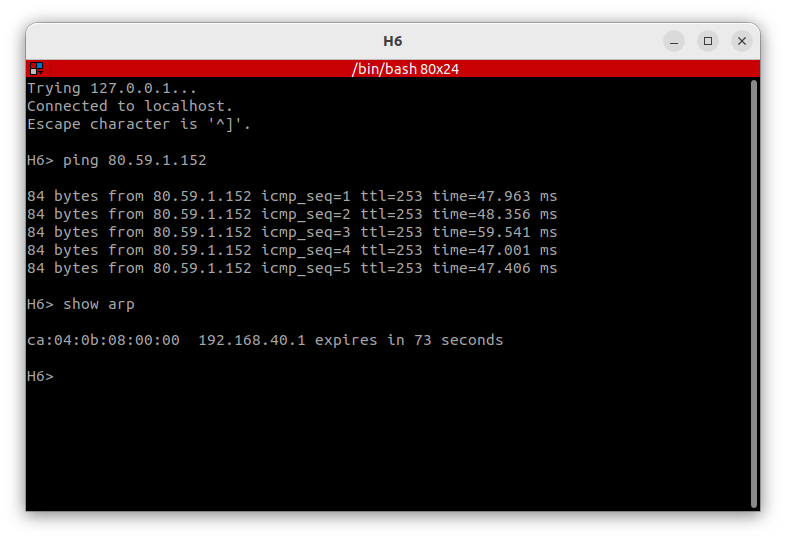 H6
/bin/bash 80x24
Trying 127.0.0.1...
Connected to localhost.
Escape character is '^]'.
H6> ping 80.59.1.152
84 bytes from 80.59.1.152 icmp_seq=1 ttl=253 time=47.963 ms
84 bytes from 80.59.1.152 icmp_seq=2 ttl=253 time=48.356 ms
84 bytes from 80.59.1.152 icmp_seq=3 ttl=253 time=59.541 ms
84 bytes from 80.59.1.152 icmp_seq=4 ttl=253 time=47.001 ms
84 bytes from 80.59.1.152 icmp_seq=5 ttl=253 time=47.406 ms
H6> show arp
ca:04:0b:08:00:00  192.168.40.1 expires in 73 seconds
H6>